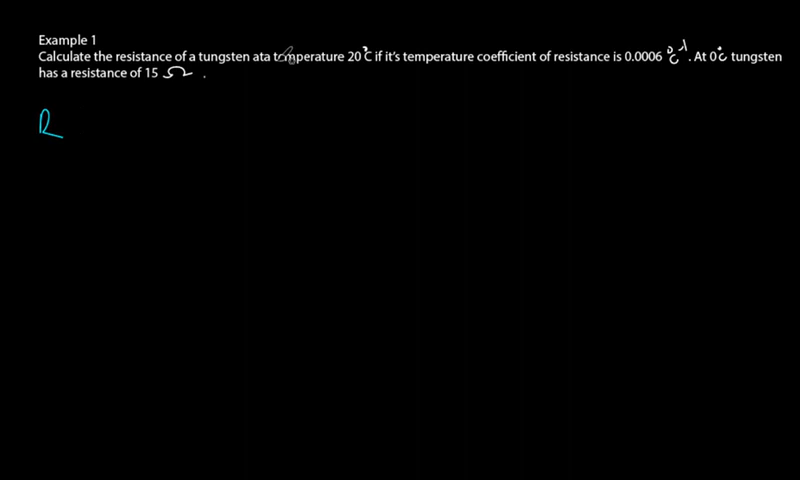 Example 1
Calculate the resistance of a tungsten ata temperature 20°C if it's temperature coefficient of resistance is 0.0006 °C⁻¹. At 0°C tungsten
has a resistance of 15 Ω .
R